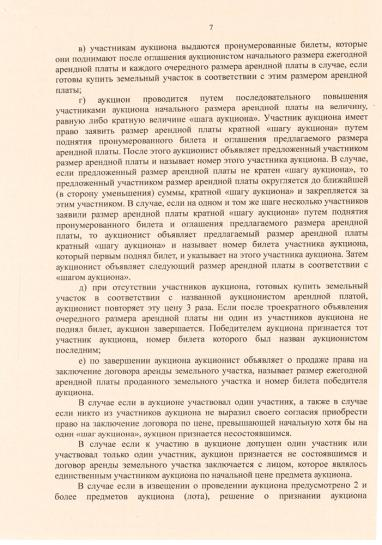 7
в) участникам аукциона выдаются пронумерованные билеты, которые
они поднимают после оглашения аукционистом начального размера ежегодной
арендной платы и каждого очередного размера арендной платы в случае, если
готовы купить земельный участок в соответствии с этим размером арендной
платы;
г) аукцион проводится путем последовательного повышения
участниками аукциона начального размера арендной платы на величину,
равную либо кратную величине «шага аукциона». Участник аукциона имеет
право заявить размер арендной платы кратный «шагу аукциона» путем
поднятия пронумерованного билета и оглашения предлагаемого размера
арендной платы. После этого аукционист объявляет предложенный участником
размер арендной платы и называет номер этого участника аукциона. В случае,
если предложенный размер арендной платы не кратен «шагу аукциона», то
предложенный участником размер арендной платы округляется до ближайшей
(в сторону уменьшения) суммы, кратной «шагу аукциона» и закрепляется за
этим участником. В случае, если на одном и том же шаге несколько участников
заявили размер арендной платы кратной «шагу аукциона» путем поднятия
пронумерованного билета и оглашения предлагаемого размера арендной
платы, то аукционист объявляет предлагаемый размер арендной платы
кратный «шагу аукциона» и называет номер билета участника аукциона,
который первым поднял билет, и указывает на этого участника аукциона. Затем
аукционист объявляет следующий размер арендной платы в соответствии с
«шагом аукциона».
д) при отсутствии участников аукциона, готовых купить земельный
участок в соответствии с названной аукционистом арендной платой,
аукционист повторяет эту цену 3 раза. Если после троекратного объявления
очередного размера арендной платы ни один из участников аукциона не
поднял билет, аукцион завершается. Победителем аукциона признается тот
участник аукциона, номер билета которого был назван аукционистом
последним;
е) по завершении аукциона аукционист объявляет о продаже права на
заключение договора аренды земельного участка, называет размер ежегодной
арендной платы проданного земельного участка и номер билета победителя
аукциона.
В случае если в аукционе участвовал один участник, а также в случае
если никто из участников аукциона не выразил своего согласия приобрести
право на заключение договора по цене, превышающей начальную хотя бы на
один «шаг аукциона», аукцион признается несостоявшимся.
В случае если к участию в аукционе допущен один участник или
участвовал только один участник, аукцион признается не состоявшимся и
договор аренды земельного участка заключается с лицом, которое являлось
единственным участником аукциона по начальной цене предмета аукциона.
В случае если в извещении о проведении аукциона предусмотрено 2 и
более предметов аукциона (лота), решение о признании аукциона